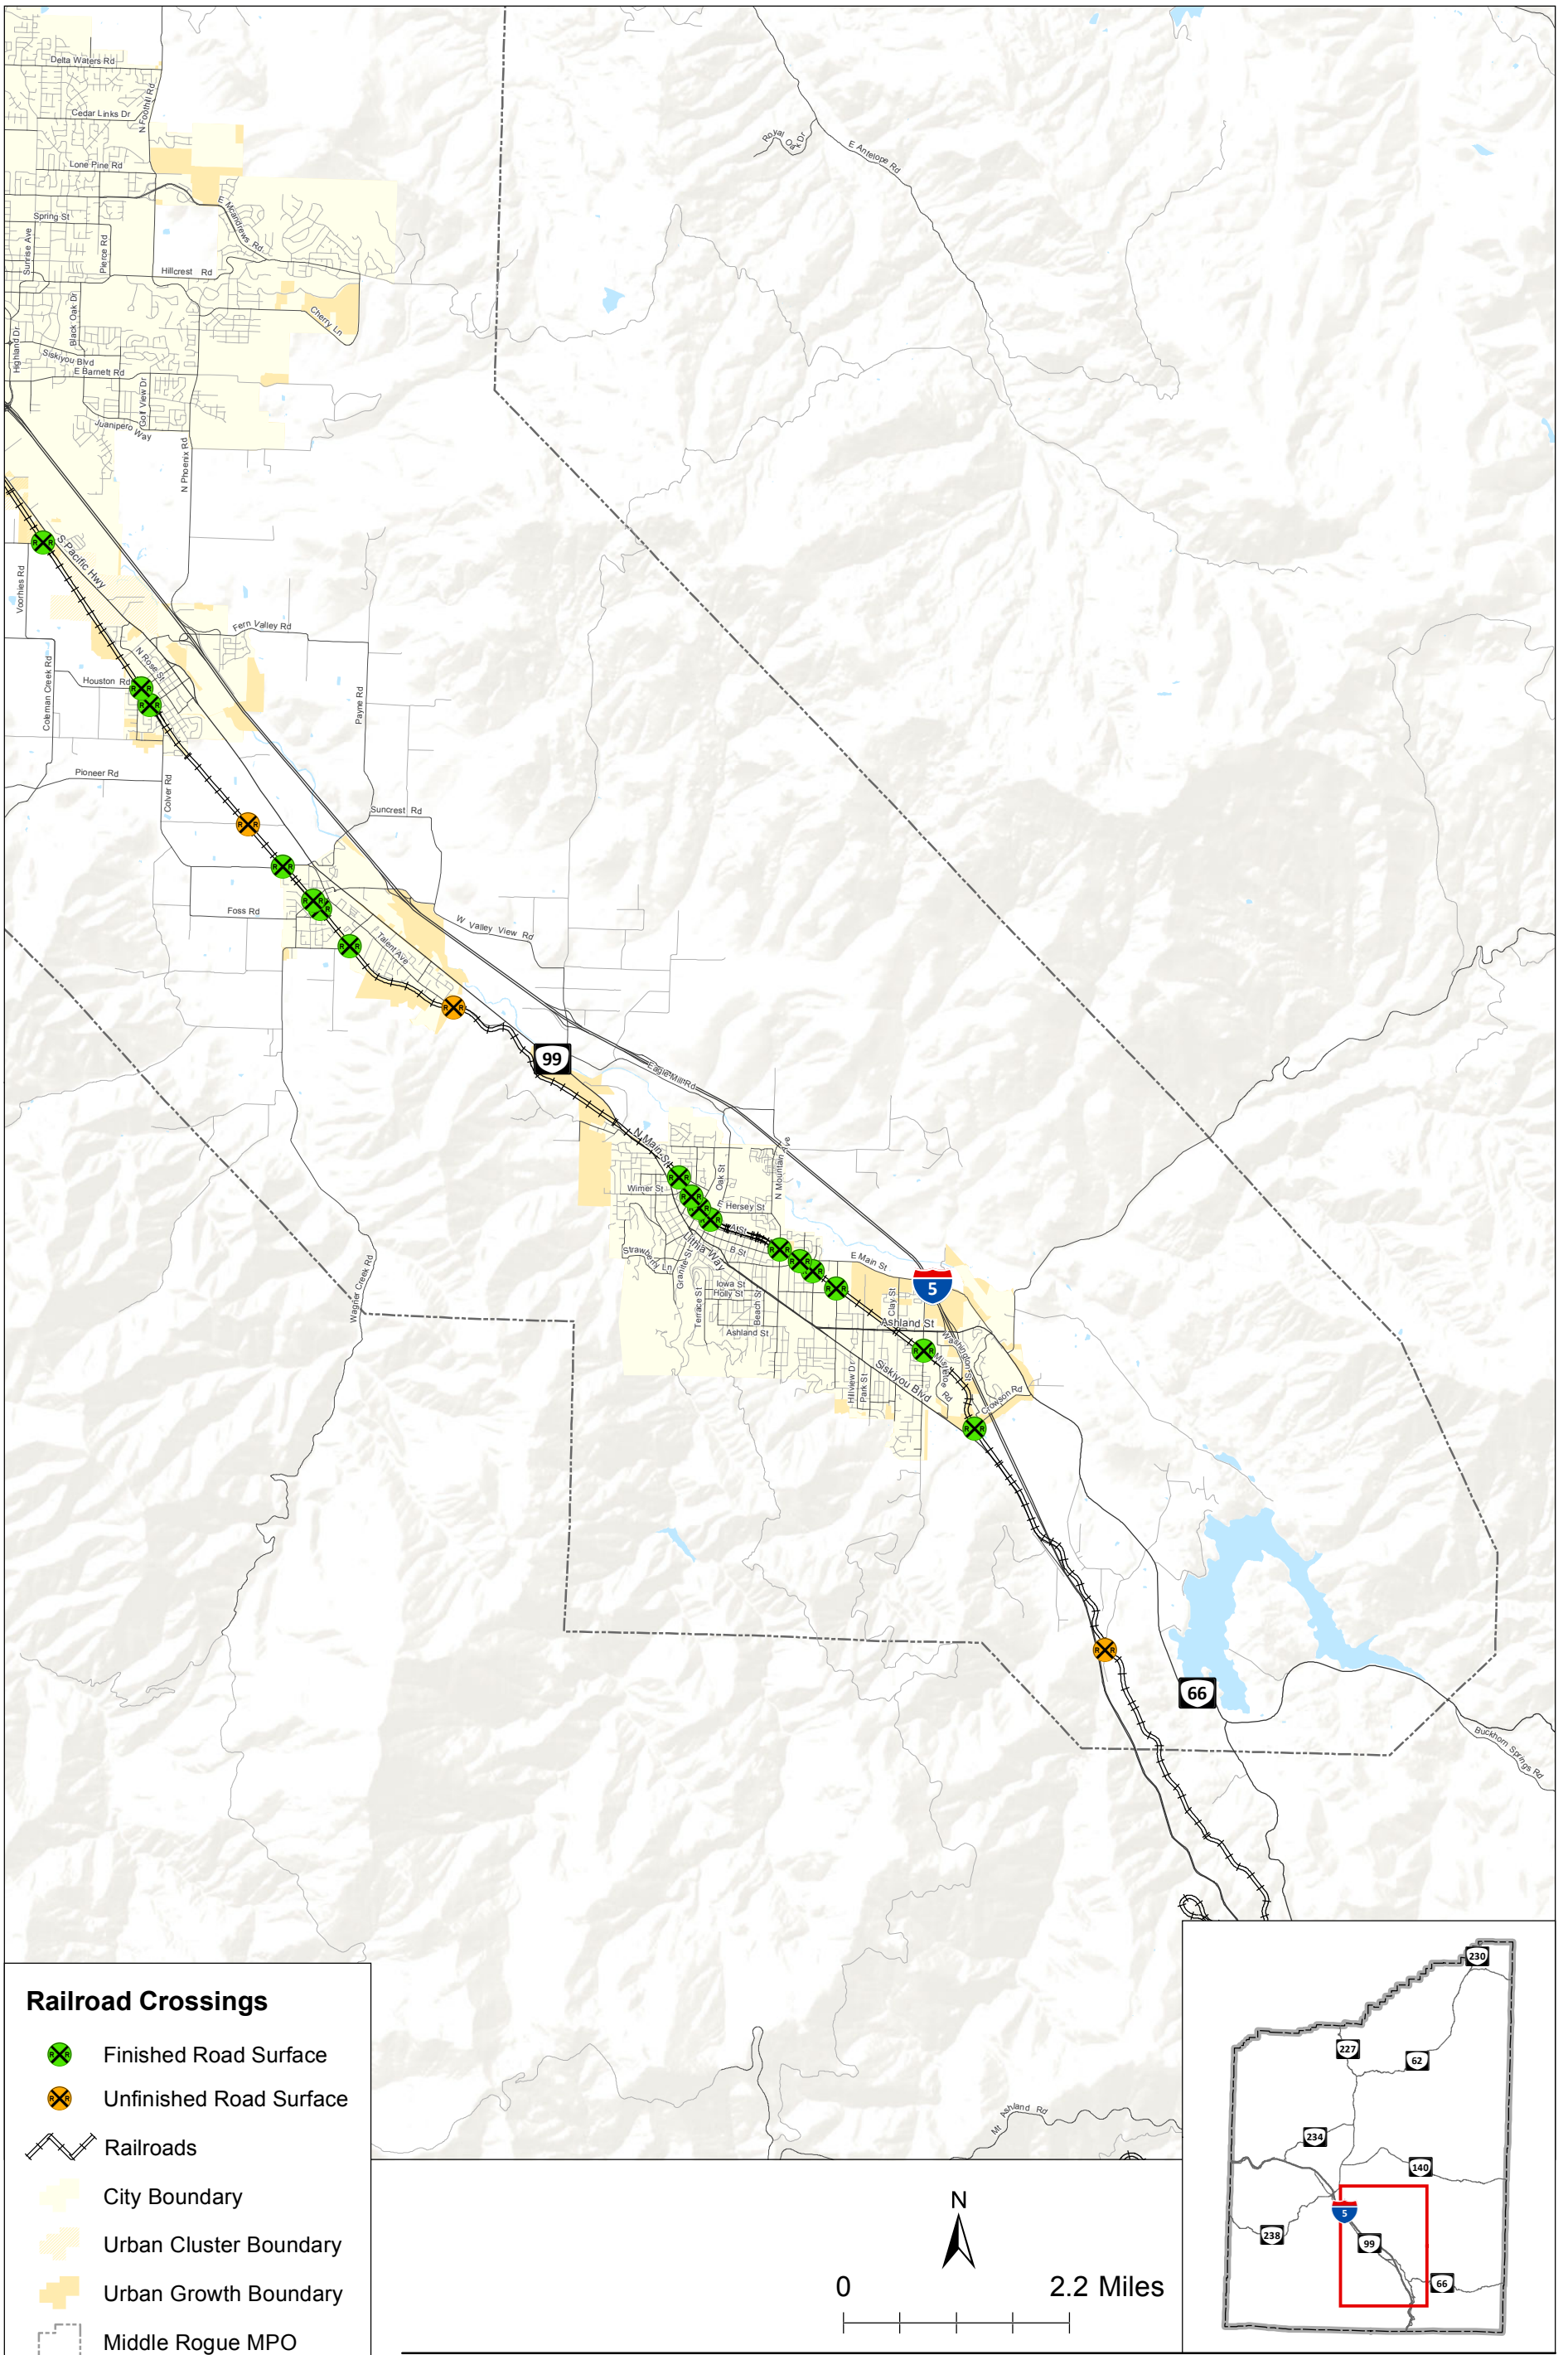 Delta Waters Rd
Cedar Links Dr
N Foothill Rd
Lone Pine Rd
Royal Oak Dr
E Antelope Rd
Spring St
E Mcandrews Rd
Sunrise Ave
Pierce Rd
Hillcrest Rd
Black Oak Dr
Cherry Ln
Highland Dr
Siskiyou Blvd
E Barnett Rd
Golf View Dr
Juanipero Way
N Phoenix Rd
S Pacific Hwy
Voorhies Rd
Fern Valley Rd
N Rose St
Coleman Creek Rd
Houston Rd
Payne Rd
Pioneer Rd
Colver Rd
Suncrest Rd
Foss Rd
W Valley View Rd
Talent Ave
99
Eagle Mill Rd
N Main St
Oak St
N Mountain Ave
Wimer St
E Hersey St
A St
B St
Lithia Way
E Main St
Strawberry Ln
Granite St
Iowa St
Holly St
Terrace St
Beach St
Clay St
5
Ashland St
Ashland St
Washington St
Wagner Creek Rd
Siskiyou Blvd
Mistletoe Rd
Hillview Dr
Park St
Crowson Rd
66
Buckhorn Springs Rd
Mt Ashland Rd
Railroad Crossings
R R Finished Road Surface
R R Unfinished Road Surface
Railroads
City Boundary
Urban Cluster Boundary
Urban Growth Boundary
Middle Rogue MPO
N
0 2.2 Miles
230
227
62
234
140
5
238
99
66